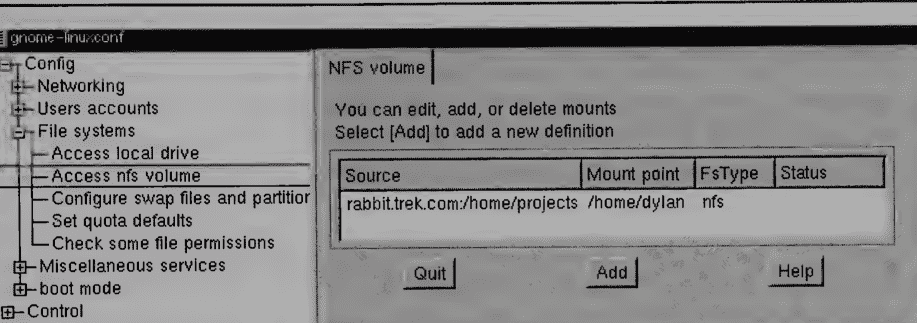 gnome-linuxconf
Config
Networking
Users accounts
File systems
Access local drive
Access nfs volume
Configure swap files and partition
Set quota defaults
Check some file permissions
Miscellaneous services
boot mode
Control
NFS volume
You can edit, add, or delete mounts
Select [Add] to add a new definition
Source Mount point FsType Status
rabbit.trek.com:/home/projects /home/dylan nfs
Quit Add Help